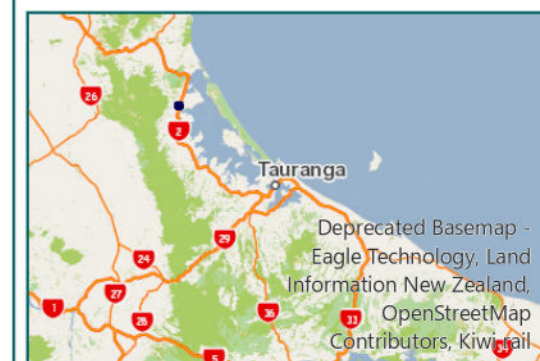 26
2
Tauranga
29
Deprecated Basemap -
Eagle Technology, Land
Information New Zealand,
OpenStreetMap
Contributors, Kiwi rail
24
27
1
28
36
33
5
34